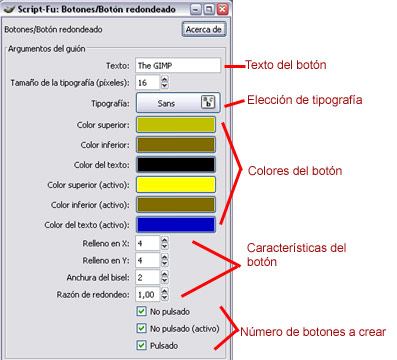 Script-Fu: Botones/Botón redondeado
Botones/Botón redondeado
Acerca de
Argumentos del guión
Texto: The GIMP
Texto del botón
Tamaño de la tipografía (píxeles): 16
Tipografía: Sans
Elección de tipografía
Color superior:
Color inferior:
Color del texto:
Colores del botón
Color superior (activo):
Color inferior (activo):
Color del texto (activo):
Relleno en X: 4
Relleno en Y: 4
Características del
botón
Anchura del bisel: 2
Razón de redondeo: 1,00
No pulsado
No pulsado (activo)
Número de botones a crear
Pulsado